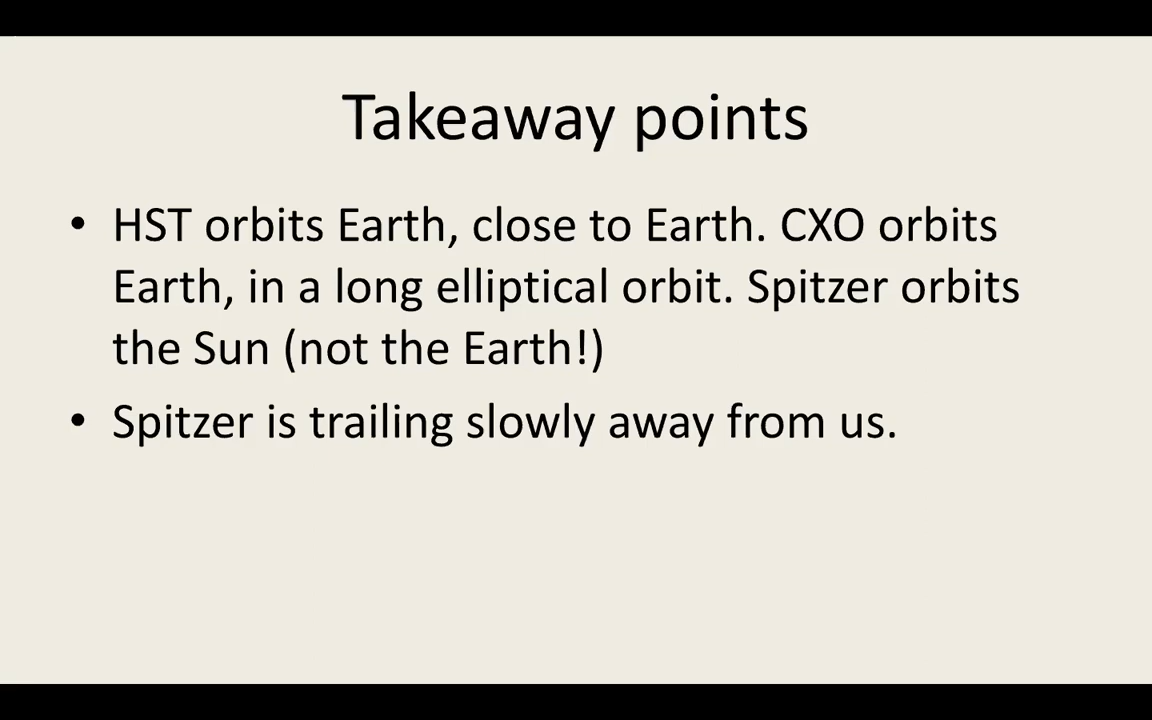 Takeaway points
• HST orbits Earth, close to Earth. CXO orbits
Earth, in a long elliptical orbit. Spitzer orbits
the Sun (not the Earth!)
• Spitzer is trailing slowly away from us.